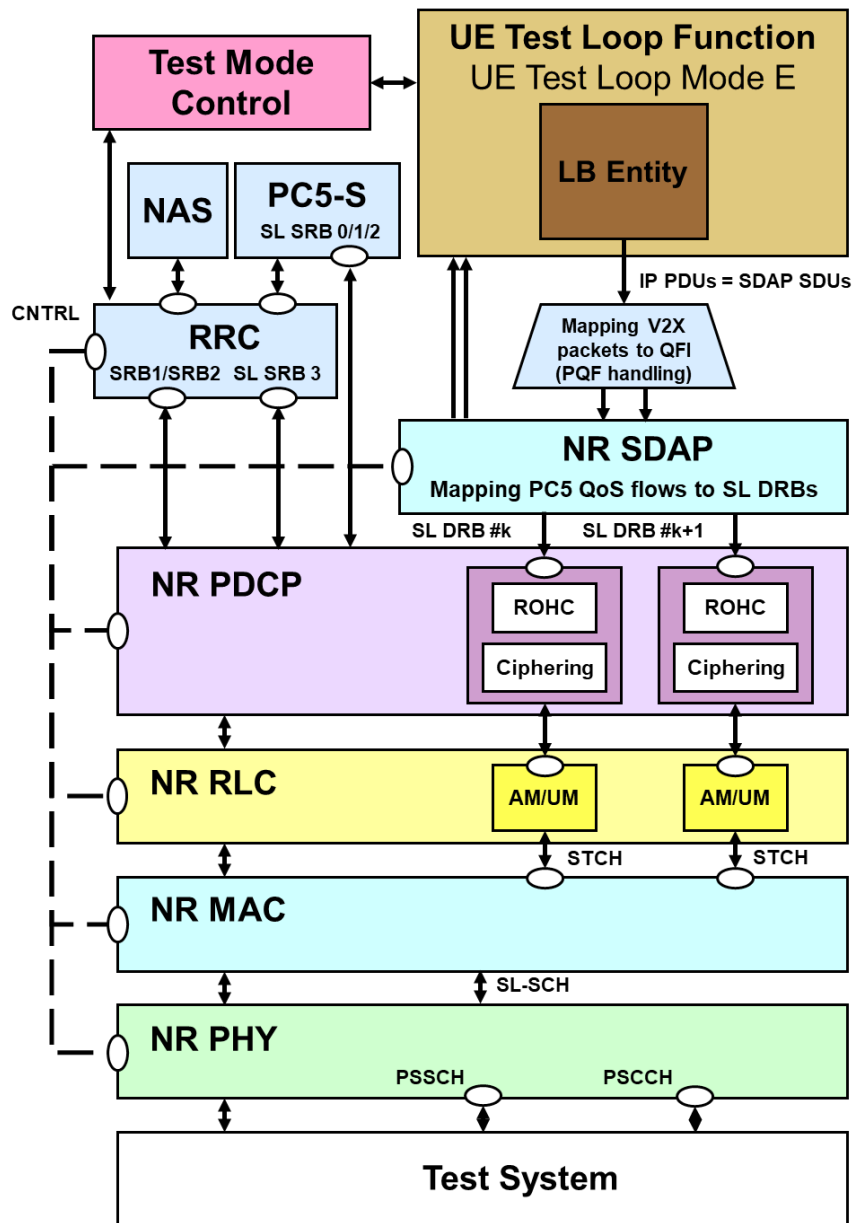 UE Test Loop Function
UE Test Loop Mode E
Test Mode
Control
LB Entity
NAS
PC5-S
SL SRB 0/1/2
IP PDUs = SDAP SDUs
CNTRL
RRC
SRB1/SRB2 SL SRB 3
Mapping V2X
packets to QFI
(PQF handling)
NR SDAP
Mapping PC5 QoS flows to SL DRBs
SL DRB #k
SL DRB #k+1
NR PDCP
ROHC
ROHC
Ciphering
Ciphering
NR RLC
AM/UM
AM/UM
STCH
STCH
NR MAC
SL-SCH
NR PHY
PSSCH
PSCCH
Test System